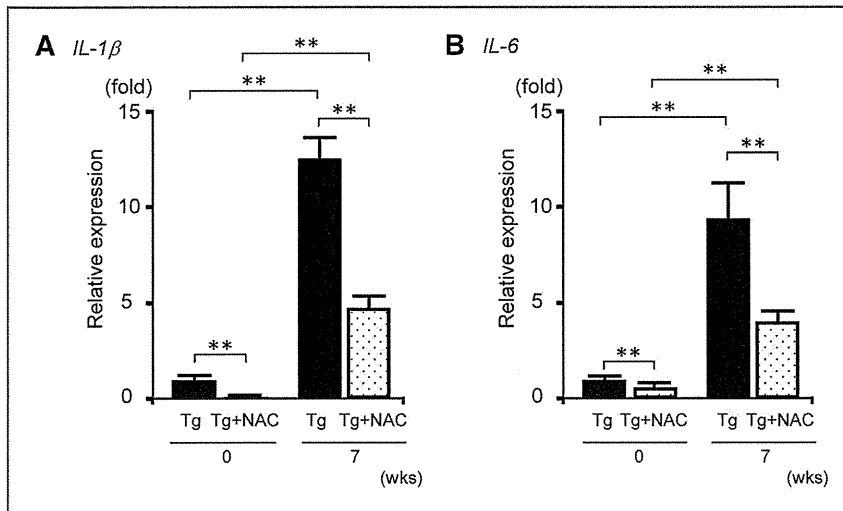 A IL-1β
(fold)
**
**
**
**
15
10
5
0
Relative expression
Tg Tg+NAC Tg Tg+NAC
0 7
(wks)
B IL-6
(fold)
**
**
**
**
15
10
5
0
Relative expression
Tg Tg+NAC Tg Tg+NAC
0 7
(wks)